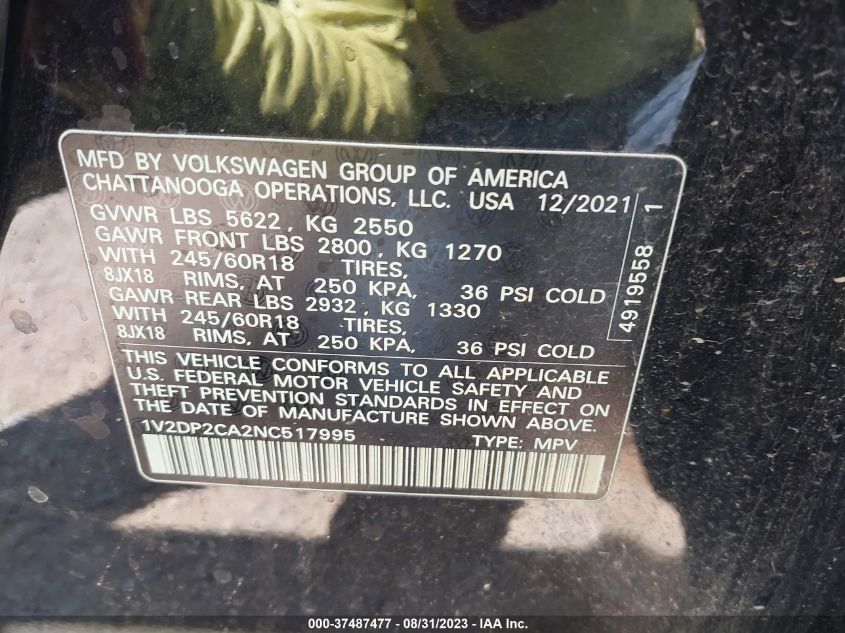 MFD BY VOLKSWAGEN GROUP OF AMERICA
CHATTANOOGA OPERATIONS, LLC. USA 12/2021
GVWR LBS 5622, KG 2550
GAWR FRONT LBS 2800, KG 1270
WITH 245/60R18 TIRES,
8JX18 RIMS, AT 250 KPA, 36 PSI COLD
GAWR REAR LBS 2932, KG 1330
WITH 245/60R18 TIRES,
8JX18 RIMS, AT 250 KPA, 36 PSI COLD
THIS VEHICLE CONFORMS TO ALL APPLICABLE
U.S. FEDERAL MOTOR VEHICLE SAFETY AND
THEFT PREVENTION STANDARDS IN EFFECT ON
THE DATE OF MANUFACTURE SHOWN ABOVE.
1V2DP2CA2NC517995 TYPE: MPV
4919558 1
000-37487477 - 08/31/2023 - IAA Inc.